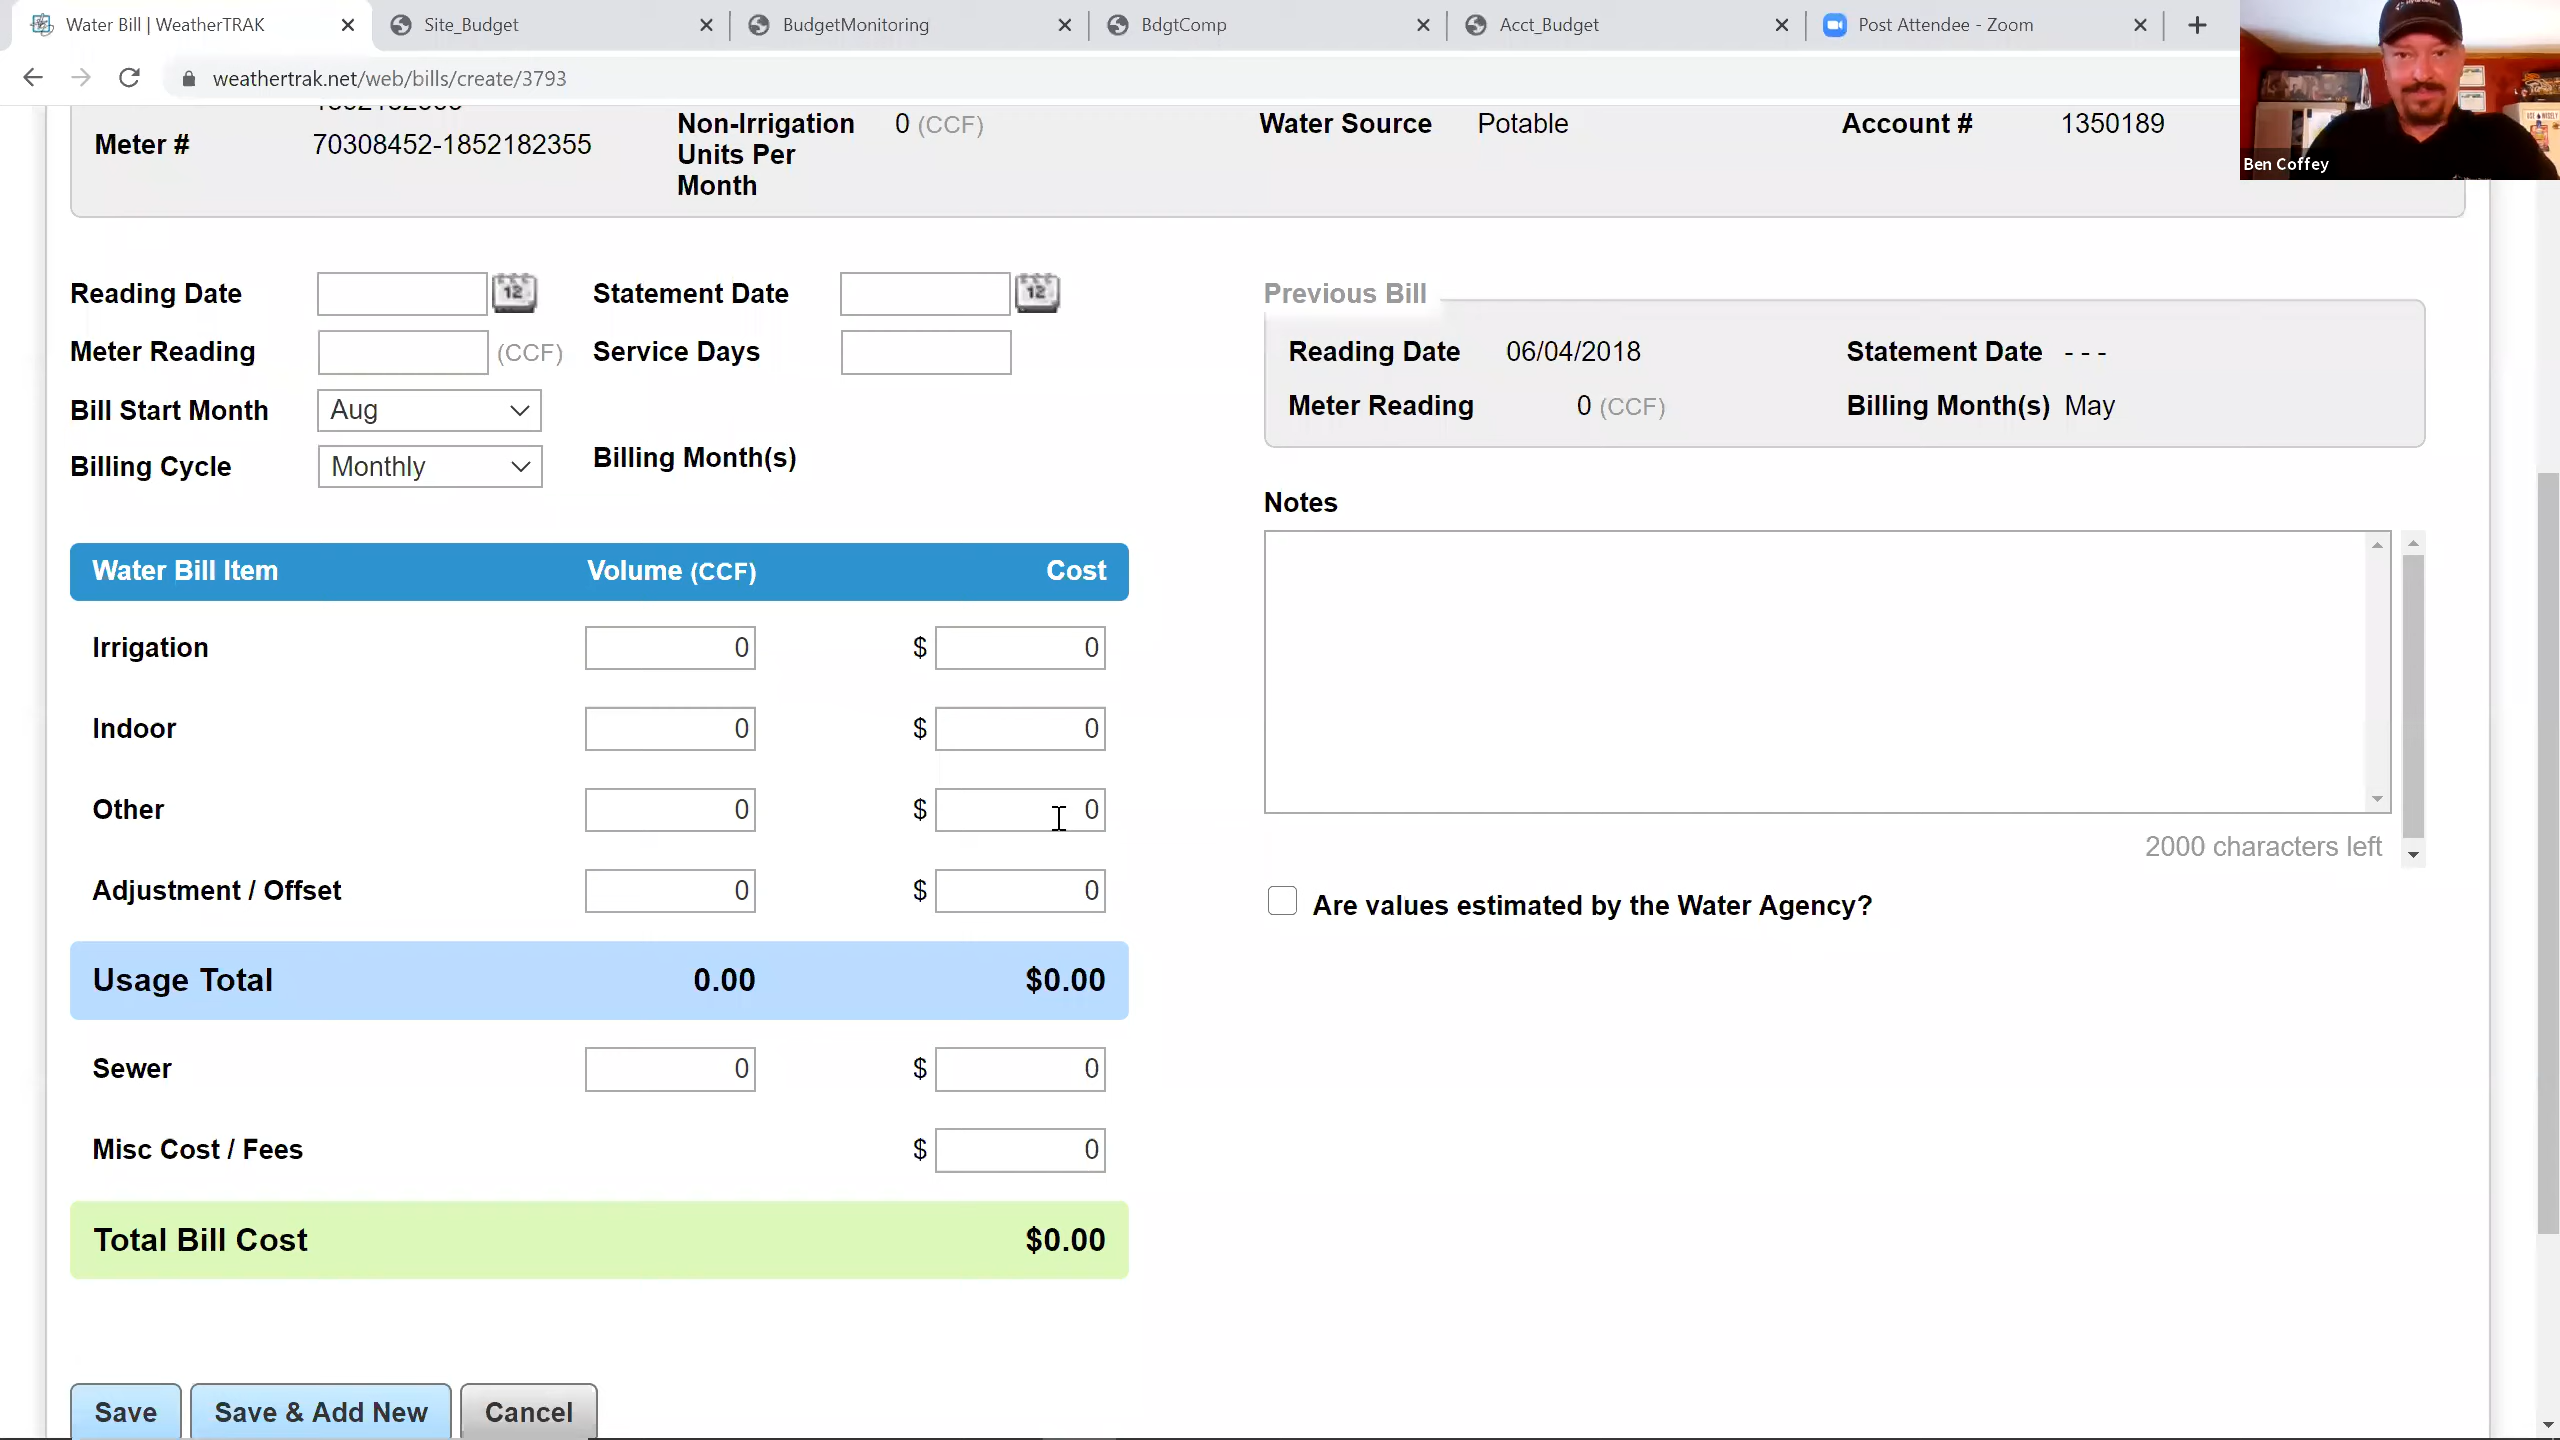 Water Bill | WeatherTRAK
Site_Budget
BudgetMonitoring
BdgtComp
Acct_Budget
Post Attendee - Zoom
weathertrak.net/web/bills/create/3793
Ben Coffey
Meter # 70308452-1852182355
Non-Irrigation Units Per Month 0 (CCF)
Water Source Potable
Account # 1350189
Reading Date 12 Statement Date 12
Meter Reading (CCF) Service Days
Bill Start Month Aug
Billing Cycle Monthly Billing Month(s)
Previous Bill
Reading Date 06/04/2018 Statement Date - - -
Meter Reading 0 (CCF) Billing Month(s) May
Notes
2000 characters left
Are values estimated by the Water Agency?
Water Bill Item Volume (CCF) Cost
Irrigation 0 $ 0
Indoor 0 $ 0
Other 0 $ 0
Adjustment / Offset 0 $ 0
Usage Total 0.00 $0.00
Sewer 0 $ 0
Misc Cost / Fees $ 0
Total Bill Cost $0.00
Save Save & Add New Cancel